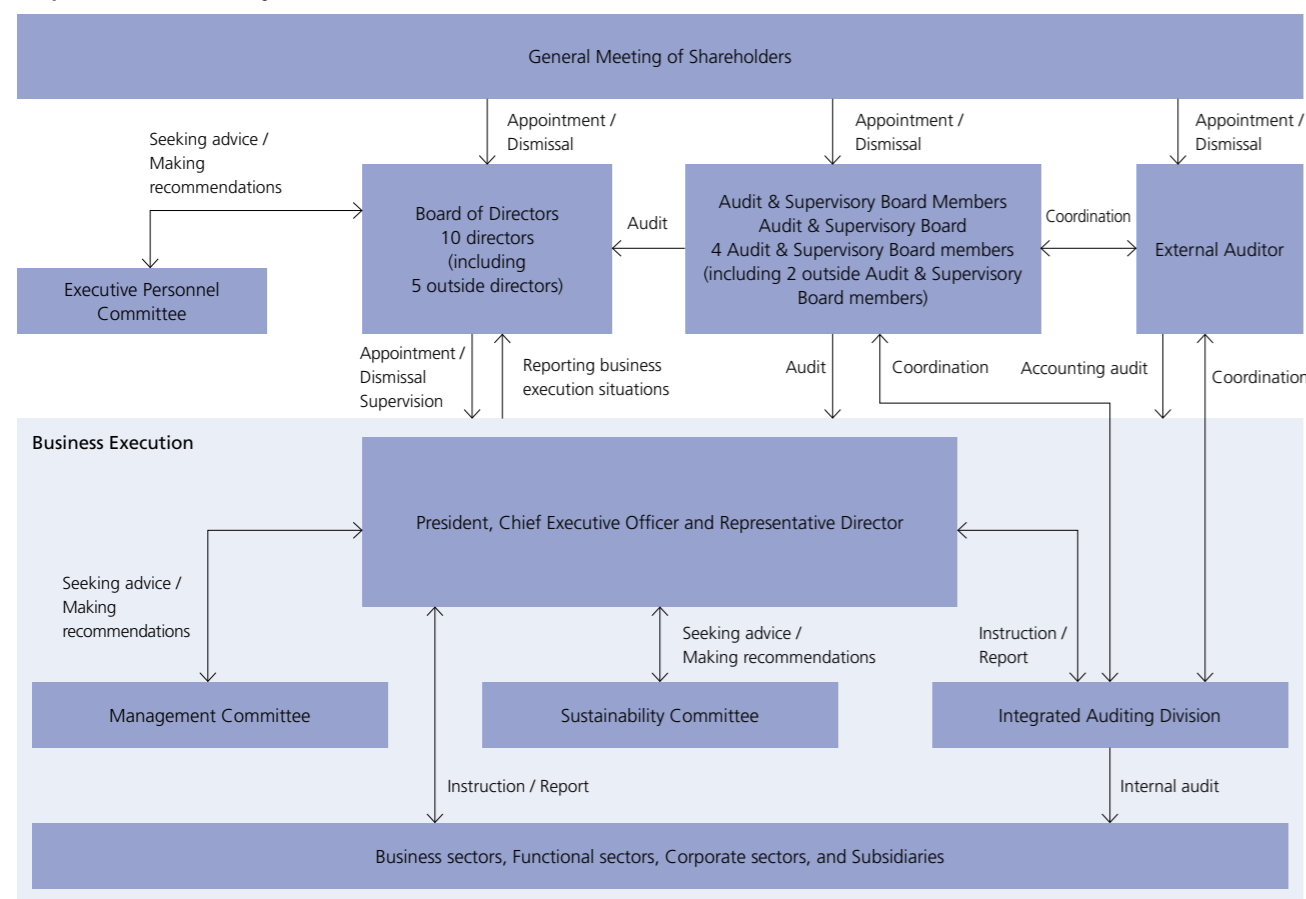 General Meeting of Shareholders
Appointment /
Dismissal
Appointment /
Dismissal
Appointment /
Dismissal
Seeking advice /
Making
recommendations
Board of Directors
10 directors
(including
5 outside directors)
Audit
Audit & Supervisory Board Members
Audit & Supervisory Board
4 Audit & Supervisory Board members
(including 2 outside Audit & Supervisory
Board members)
Coordination
External Auditor
Executive Personnel
Committee
Appointment /
Dismissal
Supervision
Reporting business
execution situations
Audit
Coordination
Accounting audit
Coordination
Business Execution
President, Chief Executive Officer and Representative Director
Seeking advice /
Making
recommendations
Seeking advice /
Making recommendations
Instruction /
Report
Management Committee
Sustainability Committee
Integrated Auditing Division
Instruction / Report
Internal audit
Business sectors, Functional sectors, Corporate sectors, and Subsidiaries